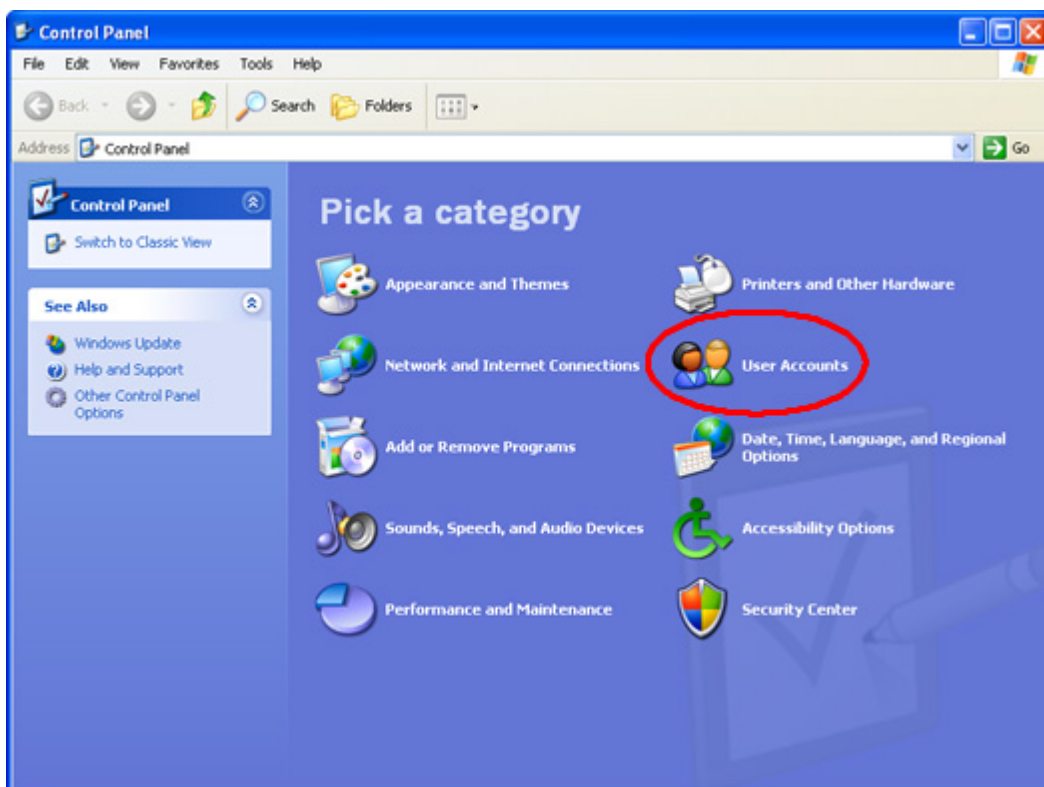 Control Panel
File Edit View Favorites Tools Help
Back Search Folders
Address Control Panel Go
Control Panel
Switch to Classic View
See Also
Windows Update
Help and Support
Other Control Panel
Options
Pick a category
Appearance and Themes
Printers and Other Hardware
Network and Internet Connections
User Accounts
Add or Remove Programs
Date, Time, Language, and Regional
Options
Sounds, Speech, and Audio Devices
Accessibility Options
Performance and Maintenance
Security Center